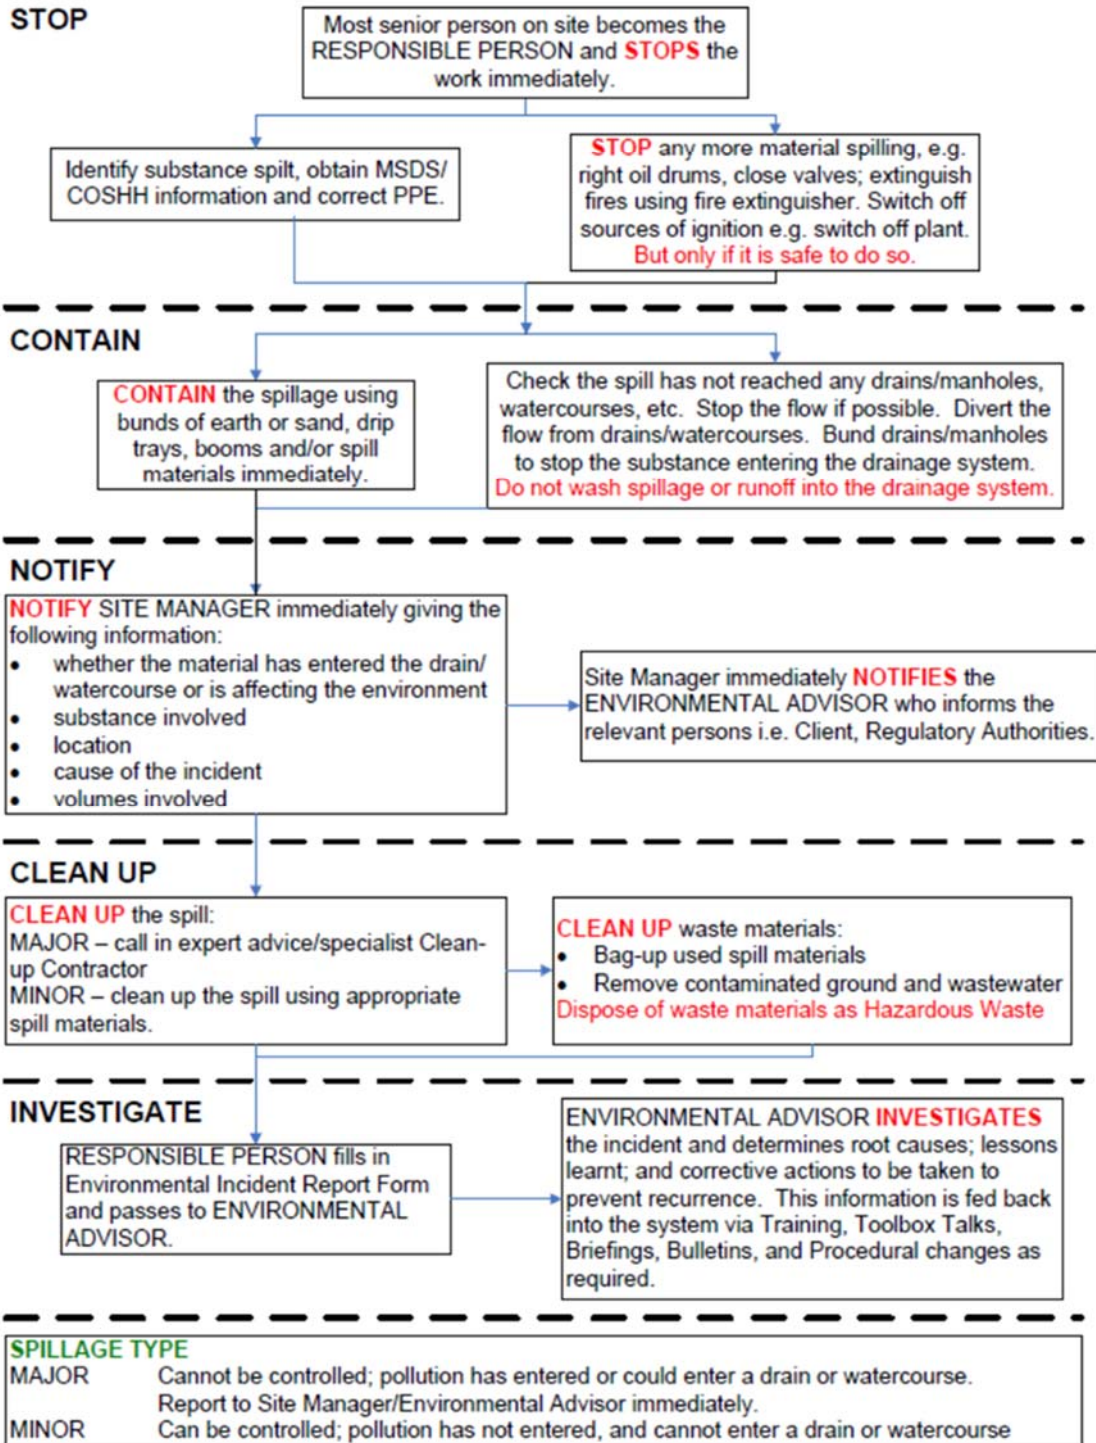 STOP
Most senior person on site becomes the
RESPONSIBLE PERSON and STOPS the
work immediately.
Identify substance spilt, obtain MSDS/
COSHH information and correct PPE.
STOP any more material spilling, e.g.
right oil drums, close valves; extinguish
fires using fire extinguisher. Switch off
sources of ignition e.g. switch off plant.
But only if it is safe to do so.
CONTAIN
CONTAIN the spillage using
bunds of earth or sand, drip
trays, booms and/or spill
materials immediately.
Check the spill has not reached any drains/manholes,
watercourses, etc. Stop the flow if possible. Divert the
flow from drains/watercourses. Bund drains/manholes
to stop the substance entering the drainage system.
Do not wash spillage or runoff into the drainage system.
NOTIFY
NOTIFY SITE MANAGER immediately giving the
following information:
• whether the material has entered the drain/
watercourse or is affecting the environment
• substance involved
• location
• cause of the incident
• volumes involved
Site Manager immediately NOTIFIES the
ENVIRONMENTAL ADVISOR who informs the
relevant persons i.e. Client, Regulatory Authorities.
CLEAN UP
CLEAN UP the spill:
MAJOR – call in expert advice/specialist Clean-
up Contractor
MINOR – clean up the spill using appropriate
spill materials.
CLEAN UP waste materials:
• Bag-up used spill materials
• Remove contaminated ground and wastewater
Dispose of waste materials as Hazardous Waste
INVESTIGATE
RESPONSIBLE PERSON fills in
Environmental Incident Report Form
and passes to ENVIRONMENTAL
ADVISOR.
ENVIRONMENTAL ADVISOR INVESTIGATES
the incident and determines root causes; lessons
learnt; and corrective actions to be taken to
prevent recurrence. This information is fed back
into the system via Training, Toolbox Talks,
Briefings, Bulletins, and Procedural changes as
required.
SPILLAGE TYPE
MAJOR Cannot be controlled; pollution has entered or could enter a drain or watercourse.
Report to Site Manager/Environmental Advisor immediately.
MINOR Can be controlled; pollution has not entered, and cannot enter a drain or watercourse